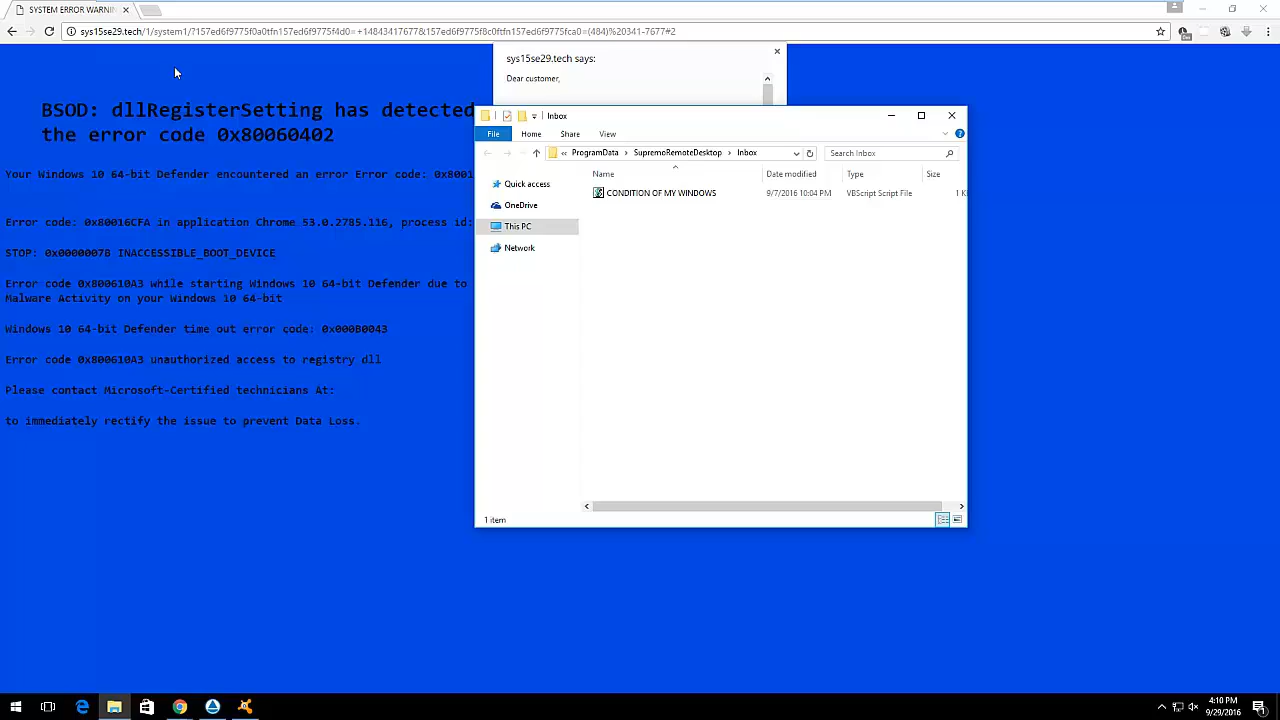 SYSTEM ERROR WARNIN
sys15se29.tech/1/system1/?157ed6f9775f0a0tfn157ed6f9775f4d0=+14843417677&157ed6f9775f8c0ftfn157ed6f9775fca0=(484)%20341-7677#2
sys15se29.tech says:
Dear customer,
BSOD: dllRegisterSetting has detected
the error code 0x80060402
Your Windows 10 64-bit Defender encountered an error Error code: 0x8001
Error code: 0x80016CFA in application Chrome 53.0.2785.116, process id:
STOP: 0x0000007B INACCESSIBLE_BOOT_DEVICE
Error code 0x800610A3 while starting Windows 10 64-bit Defender due to
Malware Activity on your Windows 10 64-bit
Windows 10 64-bit Defender time out error code: 0x000B0043
Error code 0x800610A3 unauthorized access to registry dll
Please contact Microsoft-Certified technicians At:
to immediately rectify the issue to prevent Data Loss.
Inbox
File Home Share View
« ProgramData › SupremoRemoteDesktop › Inbox
Search Inbox
Name Date modified Type Size
CONDITION OF MY WINDOWS 9/7/2016 10:04 PM VBScript Script File 1 K
Quick access
OneDrive
This PC
Network
1 item
4:10 PM
9/29/2016